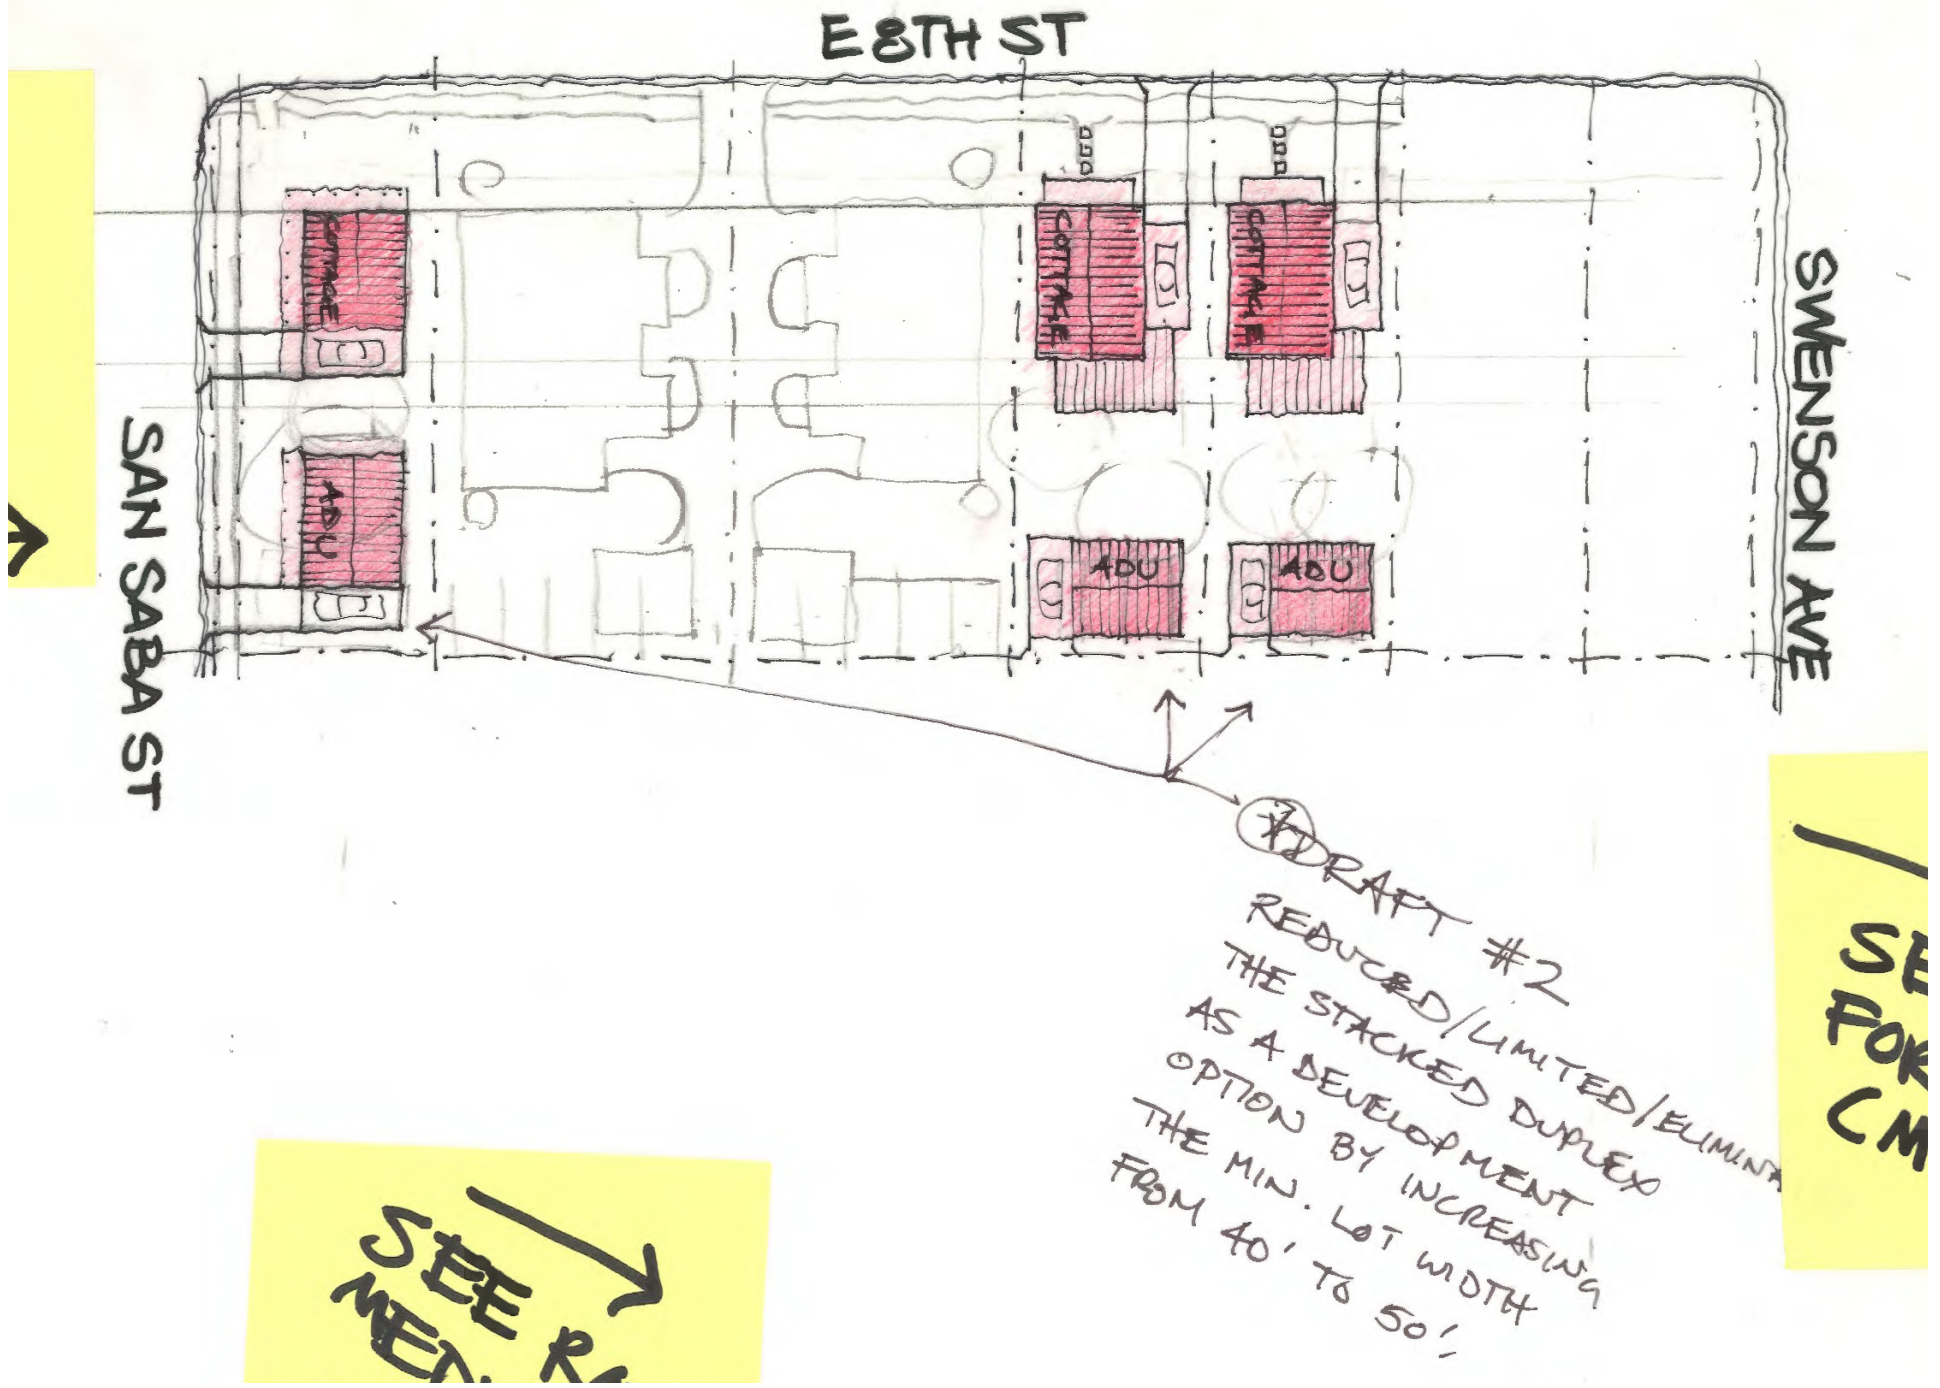 E 8TH ST
COTTAGE
COTTAGE
COTTAGE
SWENSON AVE
SAN SABA ST
ADU
ADU
ADU
DRAFT #2
REDUCED/LIMITED/ELIMINA
THE STACKED DUPLEX
AS A DEVELOPMENT
OPTION BY INCREASING
THE MIN. LOT WIDTH
FROM 40' TO 50'.
SE
FOR
CM
SEE RA
MED